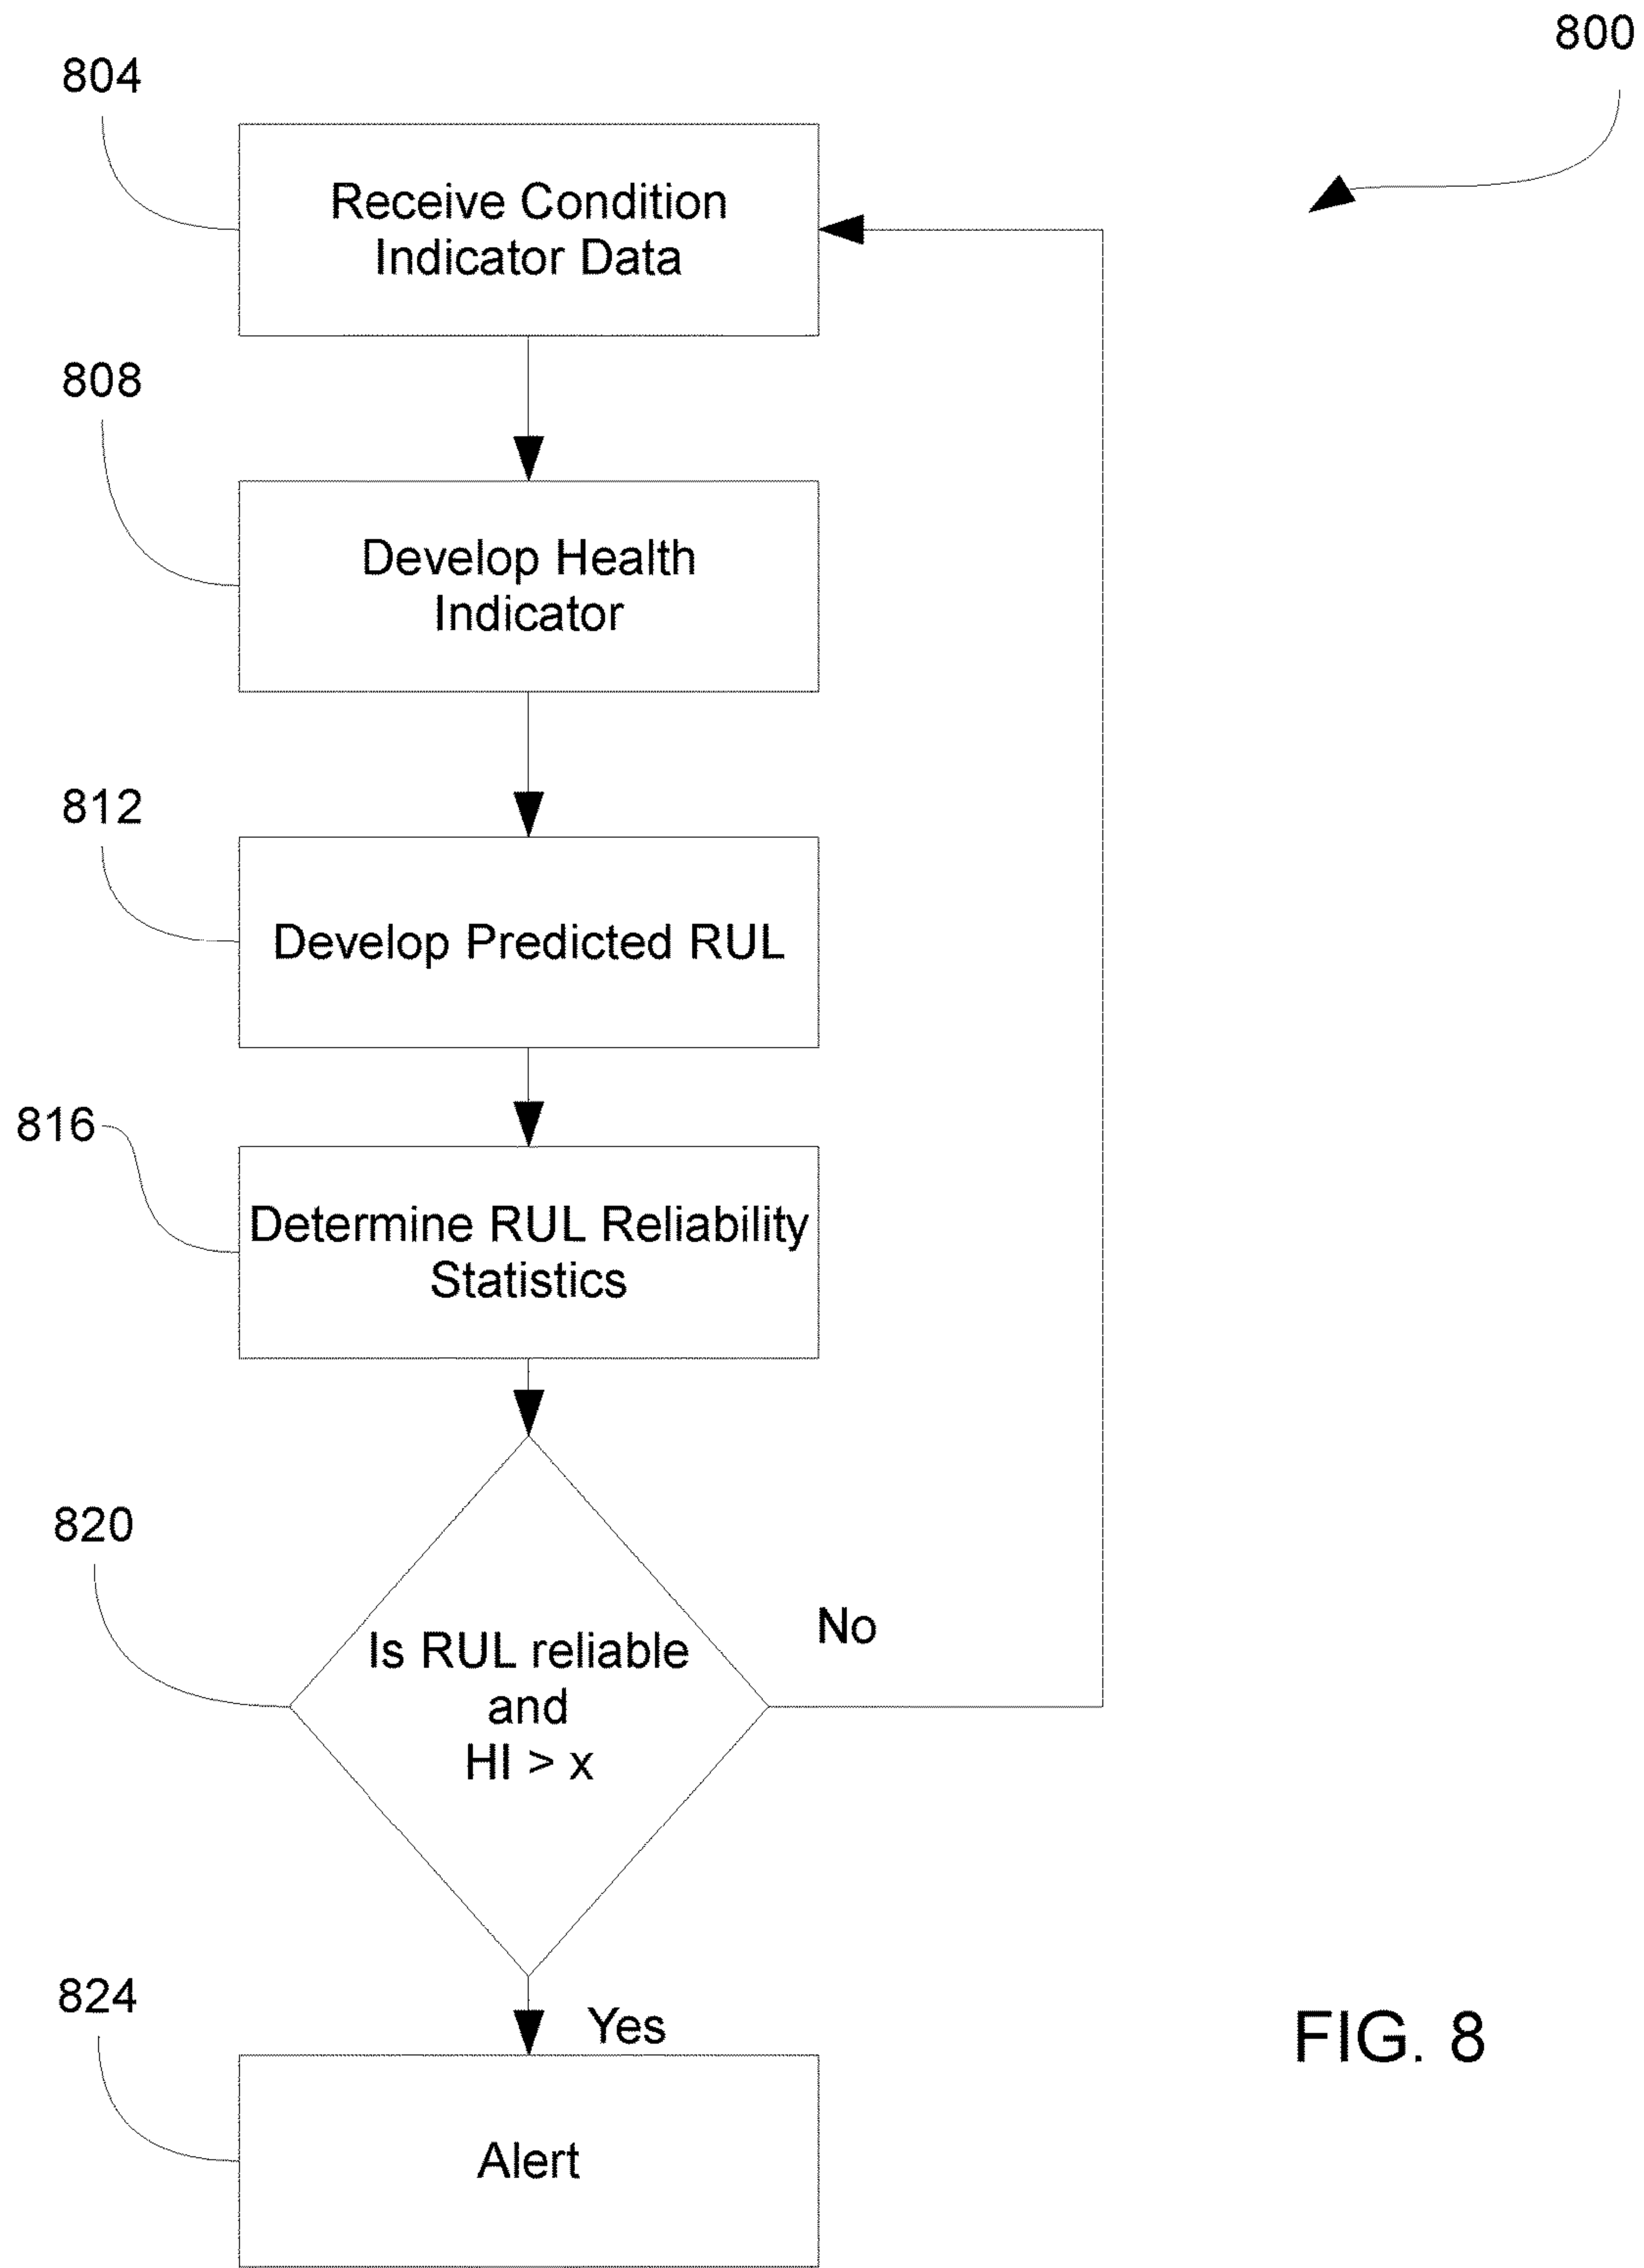 800
804
Receive Condition
Indicator Data
808
Develop Health
Indicator
812
Develop Predicted RUL
816
Determine RUL Reliability
Statistics
820
Is RUL reliable
and
HI > x
No
Yes
824
Alert
FIG. 8